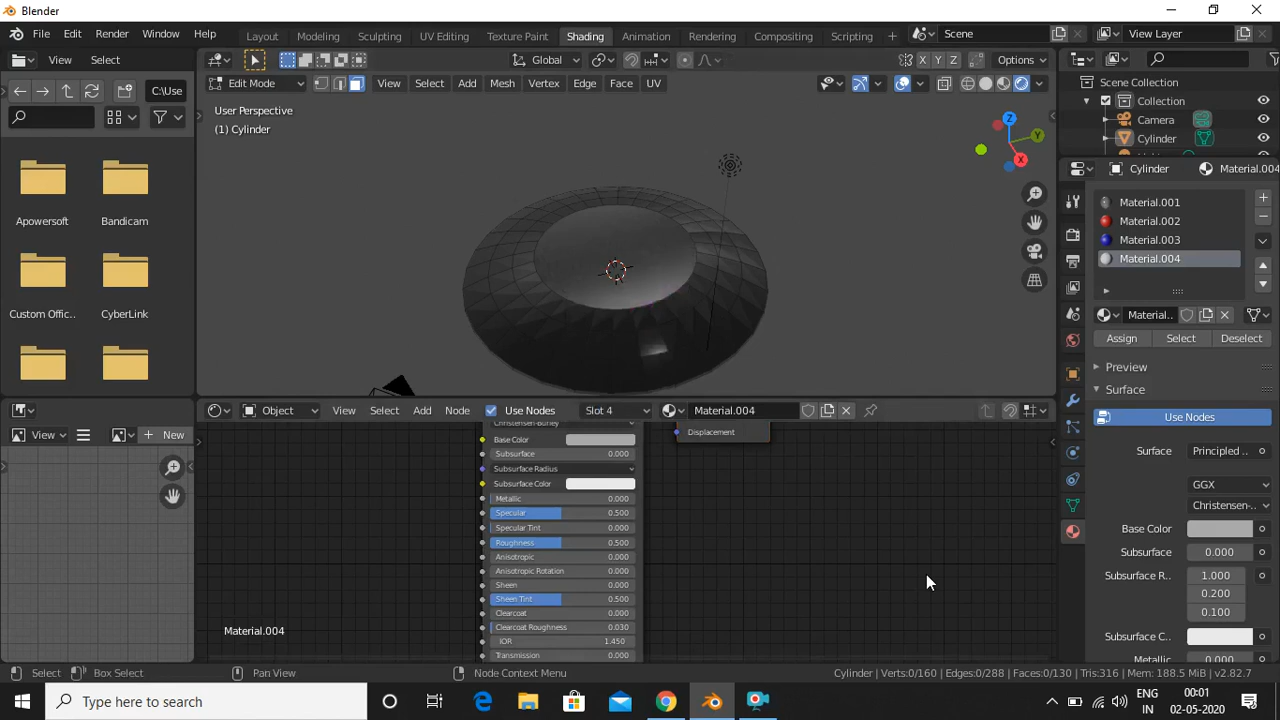 Blender
File Edit Render Window Help
Layout Modeling Sculpting UV Editing Texture Paint Shading Animation Rendering Compositing Scripting
Scene
View Layer
View Select
Global
Options
Edit Mode
View Select Add Mesh Vertex Edge Face UV
C:\Use
User Perspective
(1) Cylinder
Z
Y
X
X Y Z
Scene Collection
Collection
Camera
Cylinder
Cylinder
Material.004
Material.001
Material.002
Material.003
Material.004
Material..
Assign Select Deselect
Preview
Surface
Use Nodes
Surface Principled ..
GGX
Christensen-..
Base Color
Subsurface 0.000
Subsurface R.. 1.000
0.200
0.100
Subsurface C..
Metallic 0.000
Apowersoft Bandicam
Custom Offic.. CyberLink
View
New
Object
View Select Add Node
Use Nodes
Slot 4
Material.004
Christensen-Burley
Displacement
Base Color
Subsurface 0.000
Subsurface Radius
Subsurface Color
Metallic 0.000
Specular 0.500
Specular Tint 0.000
Roughness 0.500
Anisotropic 0.000
Anisotropic Rotation 0.000
Sheen 0.000
Sheen Tint 0.500
Clearcoat 0.000
Clearcoat Roughness 0.030
IOR 1.450
Transmission 0.000
Material.004
Select Box Select Pan View Node Context Menu
Cylinder | Verts:0/160 | Edges:0/288 | Faces:0/130 | Tris:316 | Mem: 188.5 MiB | v2.82.7
Type here to search
ENG
IN
00:01
02-05-2020